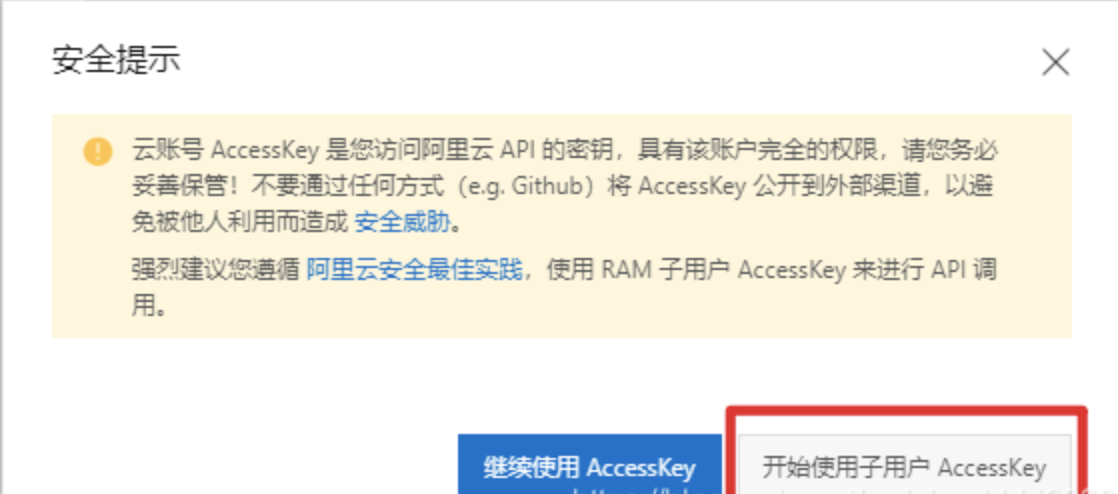 安全提示
云账号 AccessKey 是您访问阿里云 API 的密钥，具有该账户完全的权限，请您务必
妥善保管！不要通过任何方式（e.g. Github）将 AccessKey 公开到外部渠道，以避
免被他人利用而造成 安全威胁。
强烈建议您遵循 阿里云安全最佳实践，使用 RAM 子用户 AccessKey 来进行 API 调
用。
继续使用 AccessKey 开始使用子用户 AccessKey